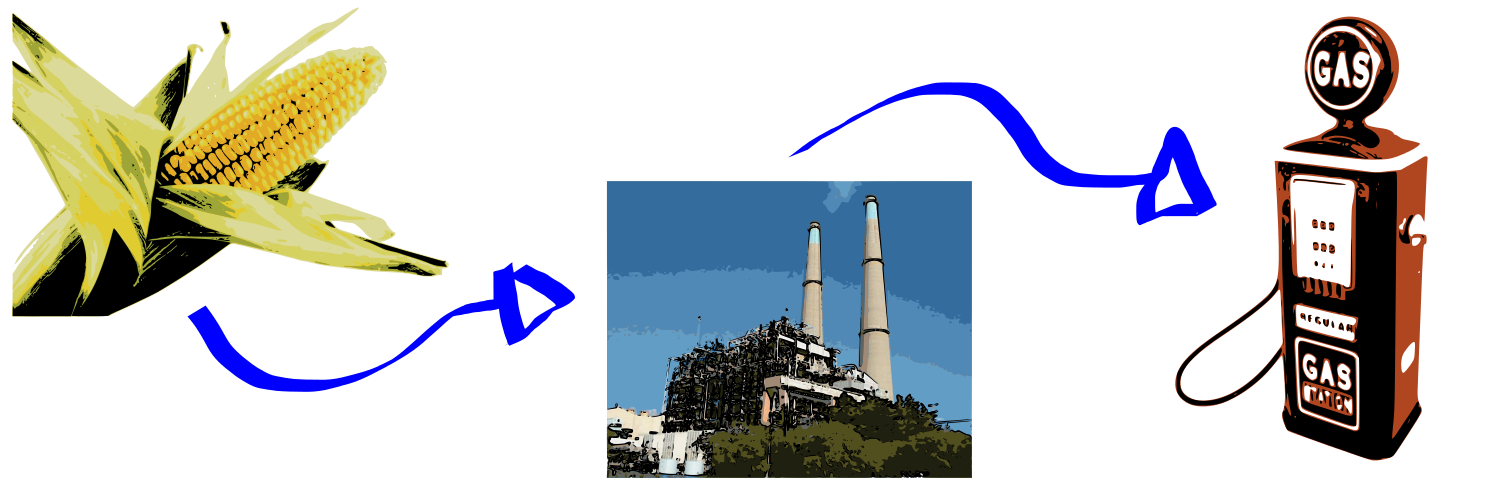 GAS
REGULAR
GAS
STATION